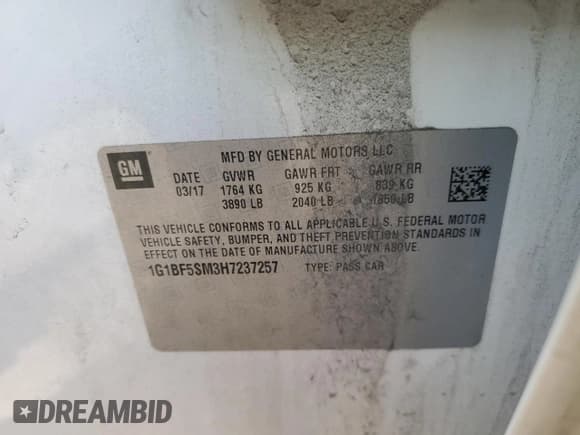 MFD BY GENERAL MOTORS LLC
GM
DATE GVWR GAWR FRT GAWR RR
03/17 1764 KG 925 KG 839 KG
3890 LB 2040 LB 1850 LB
THIS VEHICLE CONFORMS TO ALL APPLICABLE U.S. FEDERAL MOTOR
VEHICLE SAFETY, BUMPER, AND THEFT PREVENTION STANDARDS IN
EFFECT ON THE DATE OF MANUFACTURE SHOWN ABOVE.
1G1BF5SM3H7237257 TYPE: PASS CAR
DREAMBID